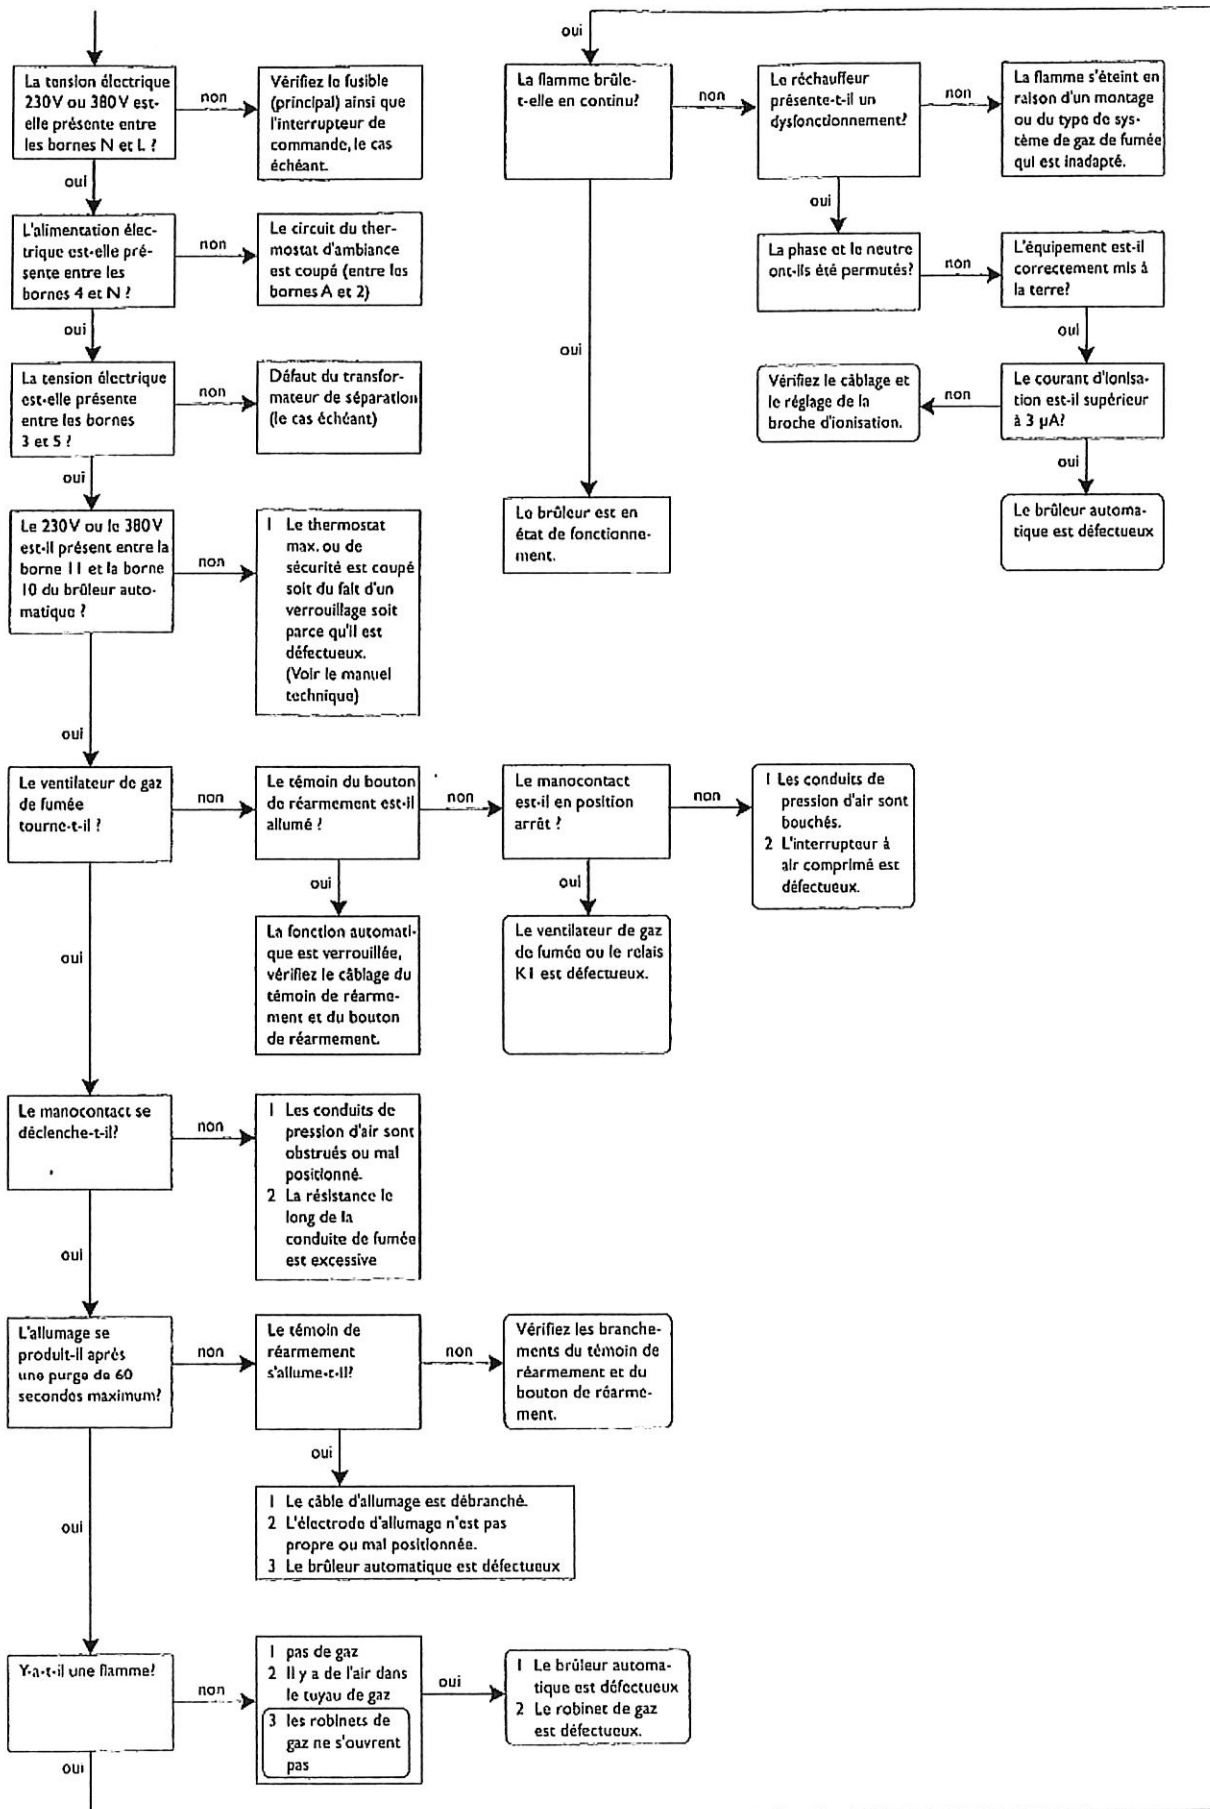 oui
La tension électrique
230 V ou 380 V est-
elle présente entre
les bornes N et L ?
non
Vérifiez le fusible
(principal) ainsi que
l'interrupteur de
commande, le cas
échéant.
oui
L'alimentation élec-
trique est-elle pré-
sente entre les
bornes 4 et N ?
non
Le circuit du ther-
mostat d'ambiance
est coupé (entre les
bornes A et 2)
oui
La tension électrique
est-elle présente
entre les bornes
3 et 5 ?
non
Défaut du transfor-
mateur de séparation
(le cas échéant)
oui
Le 230 V ou le 380 V
est-il présent entre la
borne 11 et la borne
10 du brûleur auto-
matique ?
non
1 Le thermostat
max. ou de
sécurité est coupé
soit du fait d'un
verrouillage soit
parce qu'il est
défectueux.
(Voir le manuel
technique)
oui
Le ventilateur de gaz
de fumée
tourne-t-il ?
non
Le témoin du bouton
de réarmement est-il
allumé ?
non
Le manocontact
est-il en position
arrêt ?
non
1 Les conduits de
pression d'air sont
bouchés.
2 L'interrupteur à
air comprimé est
défectueux.
oui
La fonction automati-
que est verrouillée,
vérifiez le câblage du
témoin de réarme-
ment et du bouton
de réarmement.
oui
Le ventilateur de gaz
de fumée ou le relais
K1 est défectueux.
oui
Le manocontact se
déclenche-t-il?
non
1 Les conduits de
pression d'air sont
obstrués ou mal
positionné.
2 La résistance le
long de la
conduite de fumée
est excessive
oui
L'allumage se
produit-il après
une purge de 60
secondes maximum?
non
Le témoin de
réarmement
s'allume-t-il?
non
Vérifiez les branche-
ments du témoin de
réarmement et du
bouton de réarme-
ment.
oui
1 Le câble d'allumage est débranché.
2 L'électrode d'allumage n'est pas
propre ou mal positionnée.
3 Le brûleur automatique est défectueux
oui
Y-a-t-il une flamme?
non
1 pas de gaz
2 Il y a de l'air dans
le tuyau de gaz
3 les robinets de
gaz ne s'ouvrent
pas
oui
1 Le brûleur automa-
tique est défectueux
2 Le robinet de gaz
est défectueux.
oui
La flamme brûle-
t-elle en continu?
non
Le réchauffeur
présente-t-il un
dysfonctionnement?
non
La flamme s'éteint en
raison d'un montage
ou du type de sys-
tème de gaz de fumée
qui est inadapté.
oui
La phase et le neutre
ont-ils été permutés?
non
L'équipement est-il
correctement mis à
la terre?
oui
Le courant d'ionisa-
tion est-il supérieur
à 3 µA?
non
Vérifiez le câblage et
le réglage de la
broche d'ionisation.
oui
Le brûleur automa-
tique est défectueux
oui
Le brûleur est en
état de fonctionne-
ment.